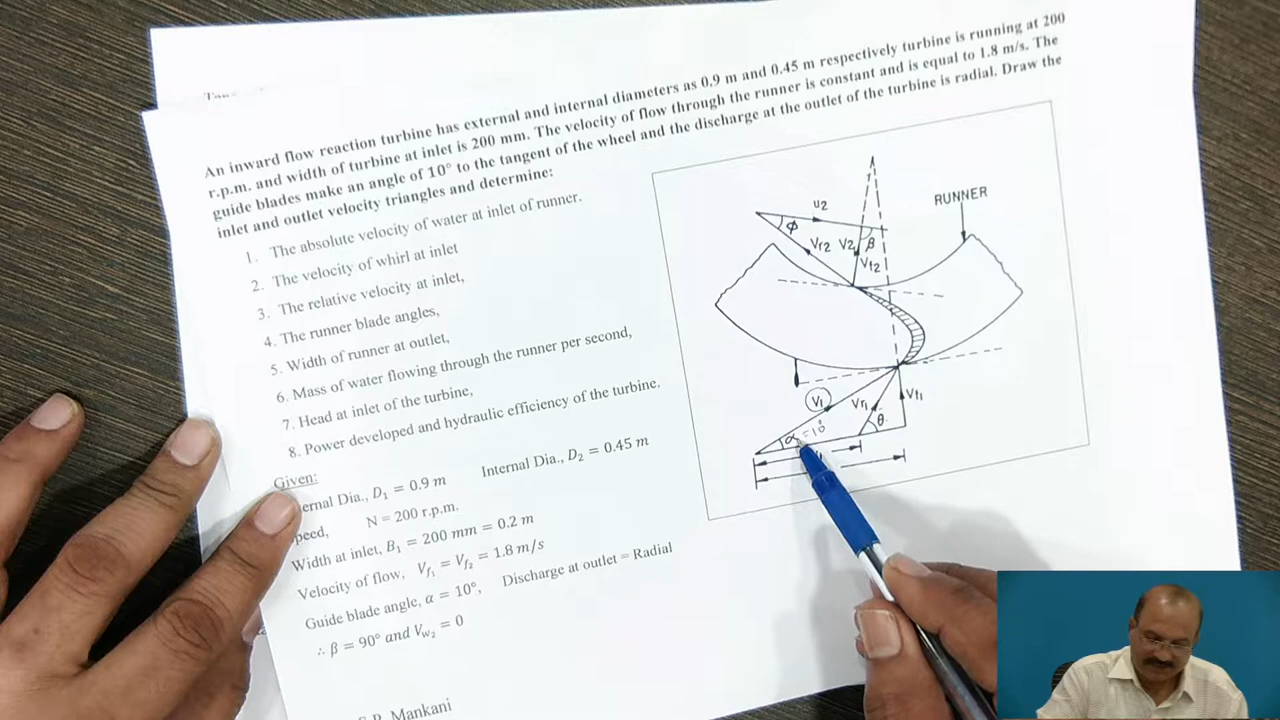 An inward flow reaction turbine has external and internal diameters as 0.9 m and 0.45 m respectively turbine is running at 200
r.p.m. and width of turbine at inlet is 200 mm. The velocity of flow through the runner is constant and is equal to 1.8 m/s. The
guide blades make an angle of 10° to the tangent of the wheel and the discharge at the outlet of the turbine is radial. Draw the
inlet and outlet velocity triangles and determine:
1. The absolute velocity of water at inlet of runner.
2. The velocity of whirl at inlet
3. The relative velocity at inlet,
4. The runner blade angles,
5. Width of runner at outlet,
6. Mass of water flowing through the runner per second,
7. Head at inlet of the turbine,
8. Power developed and hydraulic efficiency of the turbine.
Given:
ernal Dia., D₁ = 0.9 m Internal Dia., D₂ = 0.45 m
peed, N = 200 r.p.m.
Width at inlet, B₁ = 200 mm = 0.2 m
Velocity of flow, V_f₁ = V_f₂ = 1.8 m/s
Guide blade angle, α = 10°, Discharge at outlet = Radial
∴ β = 90° and V_w₂ = 0
Mankani
u₂
RUNNER
ϕ
Vr₂ V₂ β
Vf₂
V₁ Vr₁ Vf₁
α =10° θ